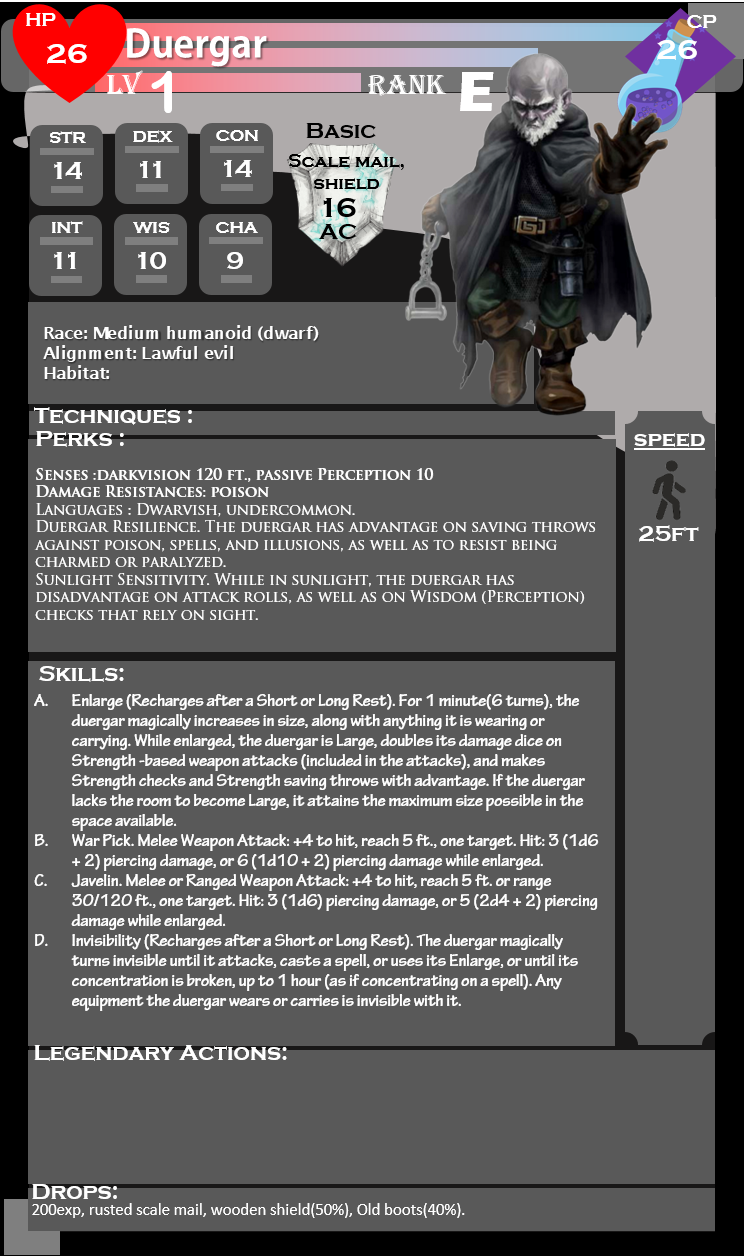 HP
26
Duergar
CP
26
LV 1
RANK E
STR
14
DEX
11
CON
14
INT
11
WIS
10
CHA
9
Basic
Scale mail,
shield
16
AC
Race: Medium humanoid (dwarf)
Alignment: Lawful evil
Habitat:
Techniques :
Perks :
Senses :darkvision 120 ft., passive Perception 10
Damage Resistances: poison
Languages : Dwarvish, undercommon.
Duergar Resilience. The duergar has advantage on saving throws
against poison, spells, and illusions, as well as to resist being
charmed or paralyzed.
Sunlight Sensitivity. While in sunlight, the duergar has
disadvantage on attack rolls, as well as on Wisdom (Perception)
checks that rely on sight.
SPEED
25FT
Skills:
A. Enlarge (Recharges after a Short or Long Rest). For 1 minute(6 turns), the
duergar magically increases in size, along with anything it is wearing or
carrying. While enlarged, the duergar is Large, doubles its damage dice on
Strength -based weapon attacks (included in the attacks), and makes
Strength checks and Strength saving throws with advantage. If the duergar
lacks the room to become Large, it attains the maximum size possible in the
space available.
B. War Pick. Melee Weapon Attack: +4 to hit, reach 5 ft., one target. Hit: 3 (1d6
+ 2) piercing damage, or 6 (1d10 + 2) piercing damage while enlarged.
C. Javelin. Melee or Ranged Weapon Attack: +4 to hit, reach 5 ft. or range
30/120 ft., one target. Hit: 3 (1d6) piercing damage, or 5 (2d4 + 2) piercing
damage while enlarged.
D. Invisibility (Recharges after a Short or Long Rest). The duergar magically
turns invisible until it attacks, casts a spell, or uses its Enlarge, or until its
concentration is broken, up to 1 hour (as if concentrating on a spell). Any
equipment the duergar wears or carries is invisible with it.
Legendary Actions:
Drops:
200exp, rusted scale mail, wooden shield(50%), Old boots(40%).